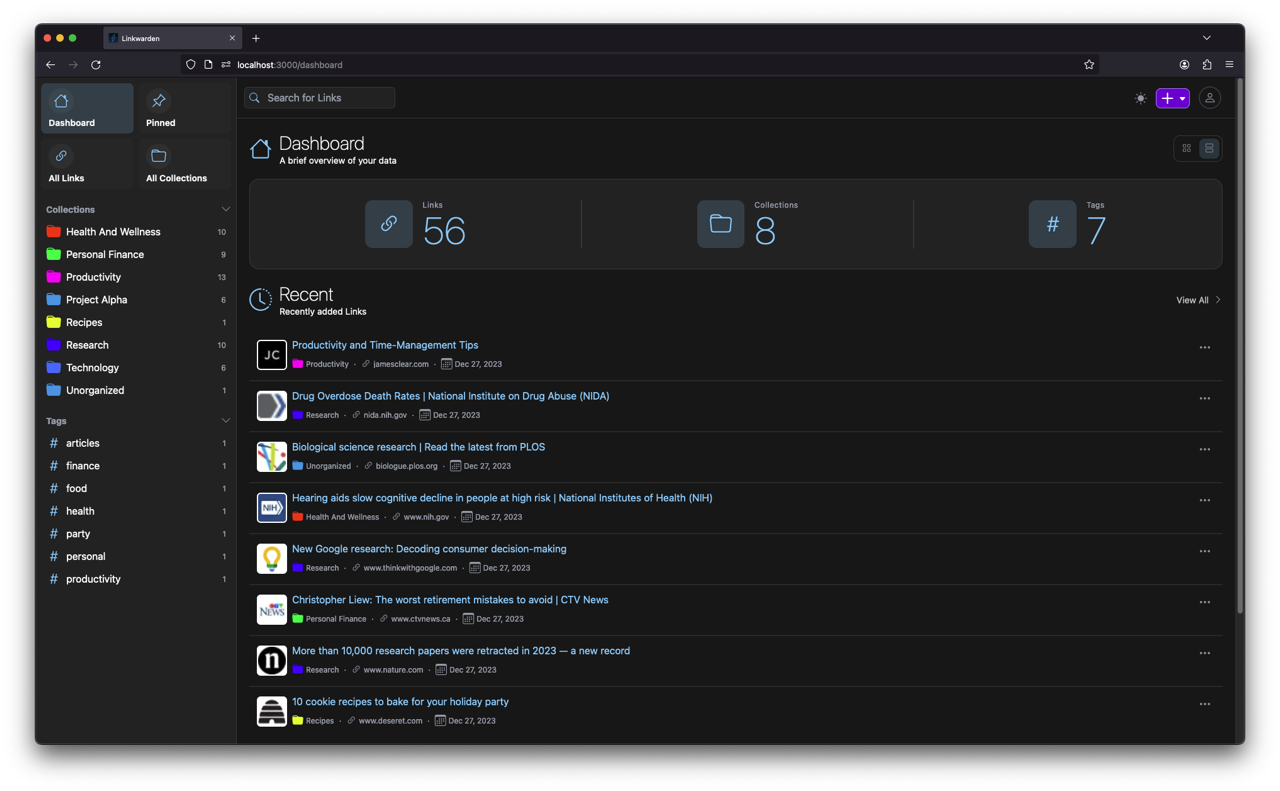 Linkwarden
localhost:3000/dashboard
Dashboard
Pinned
All Links
All Collections
Collections
Health And Wellness 10
Personal Finance 9
Productivity 13
Project Alpha 6
Recipes 1
Research 10
Technology 6
Unorganized 1
Tags
# articles 1
# finance 1
# food 1
# health 1
# party 1
# personal 1
# productivity 1
Search for Links
Dashboard
A brief overview of your data
Links
56
Collections
8
#
Tags
7
Recent
Recently added Links
View All
JC
Productivity and Time-Management Tips
Productivity · jamesclear.com · Dec 27, 2023
Drug Overdose Death Rates | National Institute on Drug Abuse (NIDA)
Research · nida.nih.gov · Dec 27, 2023
Biological science research | Read the latest from PLOS
Unorganized · biologue.plos.org · Dec 27, 2023
NIH
Hearing aids slow cognitive decline in people at high risk | National Institutes of Health (NIH)
Health And Wellness · www.nih.gov · Dec 27, 2023
New Google research: Decoding consumer decision-making
Research · www.thinkwithgoogle.com · Dec 27, 2023
NEWS
Christopher Liew: The worst retirement mistakes to avoid | CTV News
Personal Finance · www.ctvnews.ca · Dec 27, 2023
n
More than 10,000 research papers were retracted in 2023 — a new record
Research · www.nature.com · Dec 27, 2023
10 cookie recipes to bake for your holiday party
Recipes · www.deseret.com · Dec 27, 2023